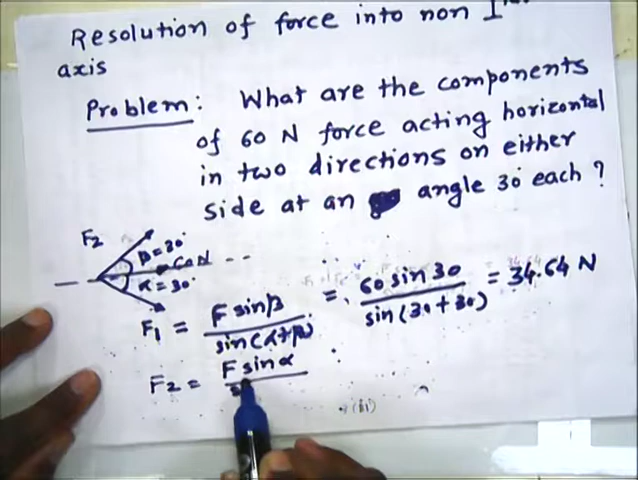 Resolution of force into non
axis
Problem: What are the components
of 60 N force acting horizontal
in two directions on either
side at an angle 30 each ?
F2
β = 30°
60N
α = 30°
F1 = F sinβ / sin(α+β) = 60 sin 30 / sin(30+30) = 34.64 N
F2 = F sinα